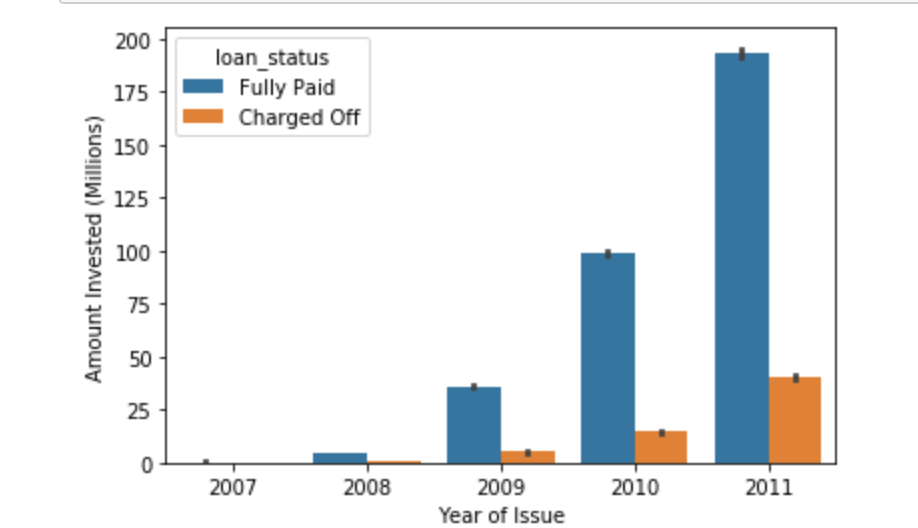 200
175
150
125
100
75
50
25
0
Amount Invested (Millions)
loan_status
Fully Paid
Charged Off
2007 2008 2009 2010 2011
Year of Issue